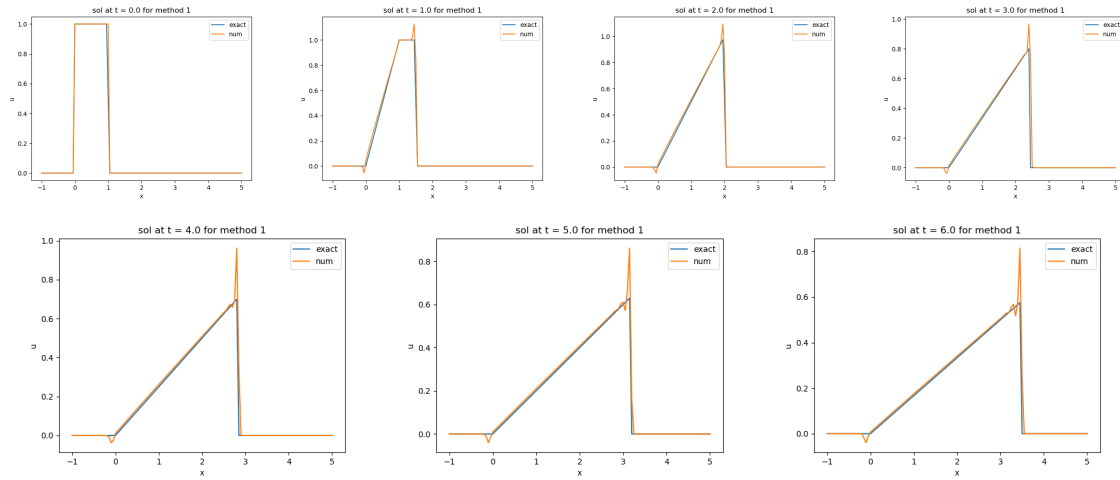 sol at t = 0.0 for method 1
exact
num
u
1.0
0.8
0.6
0.4
0.2
0.0
-1 0 1 2 3 4 5
x
sol at t = 1.0 for method 1
exact
num
u
1.0
0.8
0.6
0.4
0.2
0.0
-1 0 1 2 3 4 5
x
sol at t = 2.0 for method 1
exact
num
u
1.0
0.8
0.6
0.4
0.2
0.0
-1 0 1 2 3 4 5
x
sol at t = 3.0 for method 1
exact
num
u
1.0
0.8
0.6
0.4
0.2
0.0
-1 0 1 2 3 4 5
x
sol at t = 4.0 for method 1
exact
num
u
1.0
0.8
0.6
0.4
0.2
0.0
-1 0 1 2 3 4 5
x
sol at t = 5.0 for method 1
exact
num
u
0.8
0.6
0.4
0.2
0.0
-1 0 1 2 3 4 5
x
sol at t = 6.0 for method 1
exact
num
u
0.8
0.6
0.4
0.2
0.0
-1 0 1 2 3 4 5
x